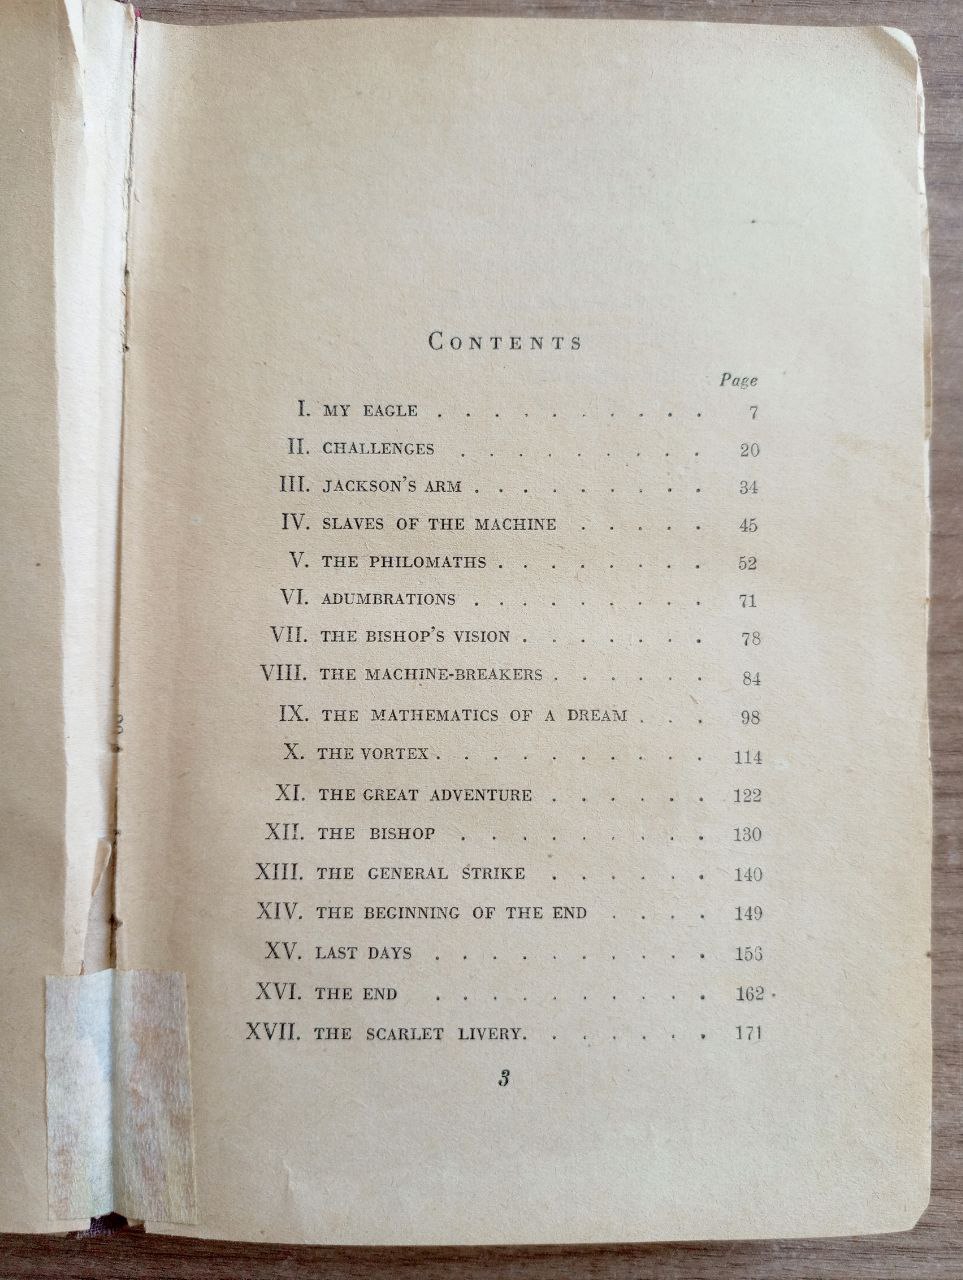 CONTENTS
Page
I. MY EAGLE . . . . . . . . . . 7
II. CHALLENGES . . . . . . . . . 20
III. JACKSON'S ARM . . . . . . . . . 34
IV. SLAVES OF THE MACHINE . . . . . 45
V. THE PHILOMATHS . . . . . . . . 52
VI. ADUMBRATIONS . . . . . . . . . 71
VII. THE BISHOP'S VISION . . . . . . . 78
VIII. THE MACHINE-BREAKERS . . . . . . 84
IX. THE MATHEMATICS OF A DREAM . . . 98
X. THE VORTEX . . . . . . . . . . 114
XI. THE GREAT ADVENTURE . . . . . . 122
XII. THE BISHOP . . . . . . . . . 130
XIII. THE GENERAL STRIKE . . . . . . 140
XIV. THE BEGINNING OF THE END . . . . 149
XV. LAST DAYS . . . . . . . . . . 156
XVI. THE END . . . . . . . . . . 162
XVII. THE SCARLET LIVERY. . . . . . . 171
3